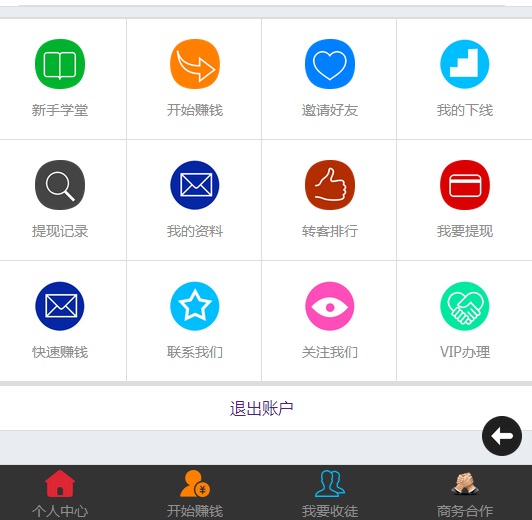 新手学堂
开始赚钱
邀请好友
我的下线
提现记录
我的资料
转客排行
我要提现
快速赚钱
联系我们
关注我们
VIP办理
退出账户
¥
个人中心
开始赚钱
我要收徒
商务合作